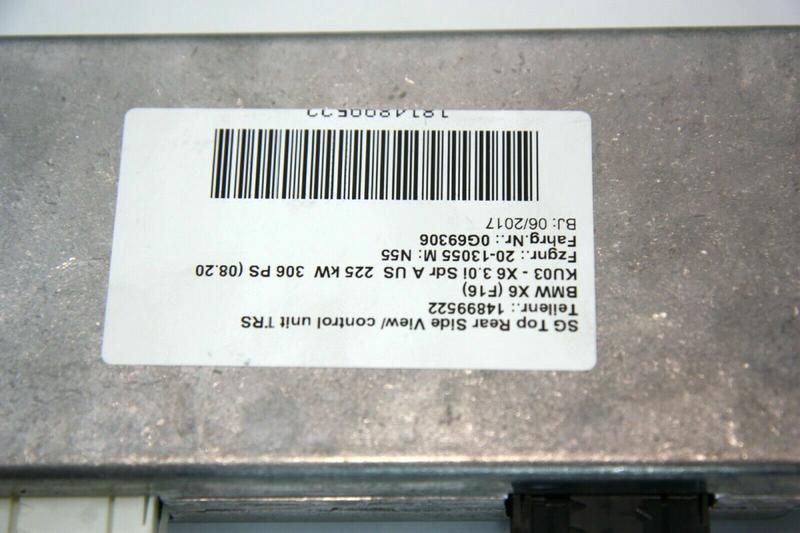 SG Top Rear Side View/ control unit TRS
Teilenr.: 14899522
BMW X6 (F16)
KU03 - X6 3.0i Sdr A US 225 kW 306 PS (08.20
Fzgnr.: 20-13055 M: N55
Fahrg.Nr.: 0G69306
BJ: 06/2017